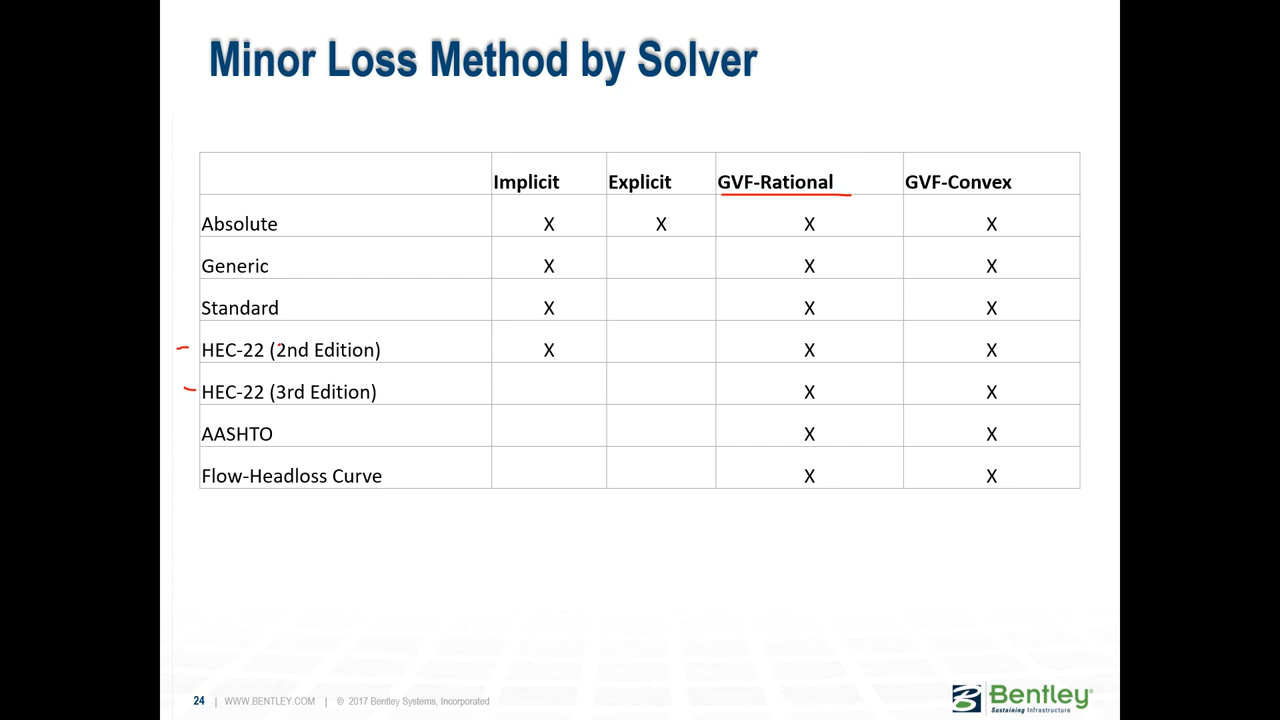 Minor Loss Method by Solver
Implicit Explicit GVF-Rational GVF-Convex
Absolute X X X X
Generic X X X
Standard X X X
HEC-22 (2nd Edition) X X X
HEC-22 (3rd Edition) X X
AASHTO X X
Flow-Headloss Curve X X
24 | WWW.BENTLEY.COM | © 2017 Bentley Systems, Incorporated
Bentley®
Sustaining Infrastructure